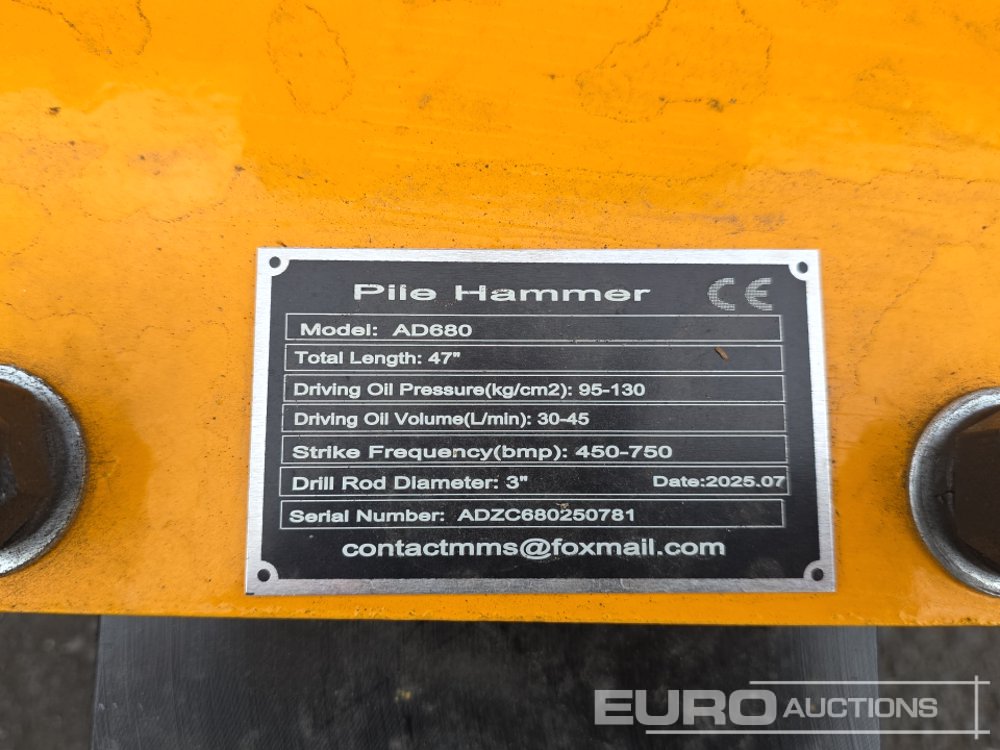 Pile Hammer CE
Model: AD680
Total Length: 47"
Driving Oil Pressure(kg/cm2): 95-130
Driving Oil Volume(L/min): 30-45
Strike Frequency(bmp): 450-750
Drill Rod Diameter: 3" Date:2025.07
Serial Number: ADZC680250781
contactmms@foxmail.com
EURO AUCTIONS